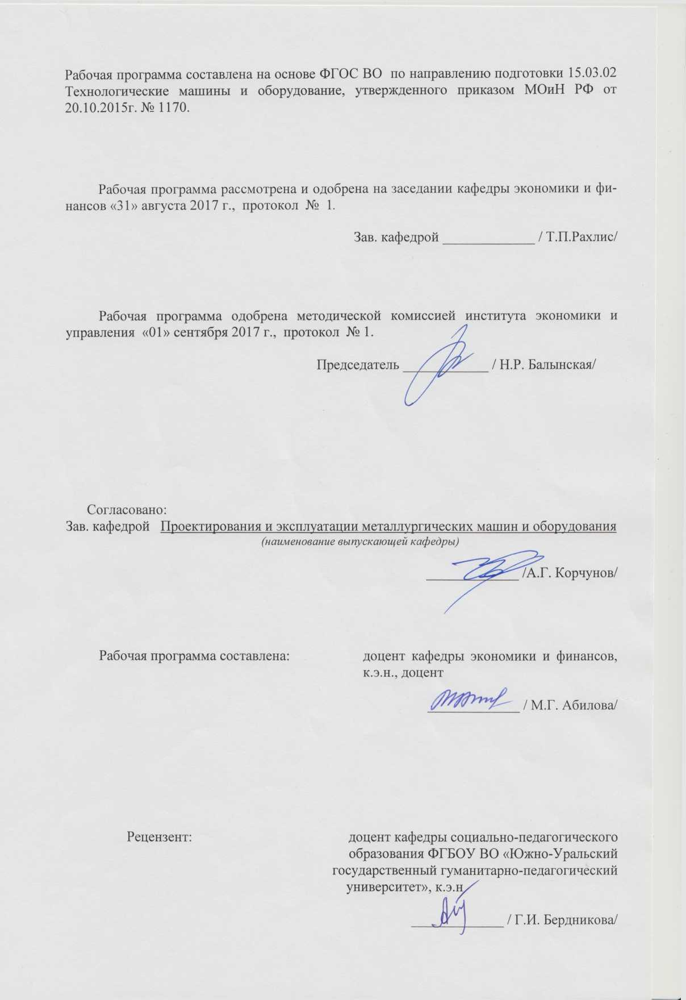 Рабочая программа составлена на основе ФГОС ВО по направлению подготовки 15.03.02
Технологические машины и оборудование, утвержденного приказом МОиН РФ от
20.10.2015г. № 1170.
Рабочая программа рассмотрена и одобрена на заседании кафедры экономики и фи-
нансов «31» августа 2017 г., протокол № 1.
Зав. кафедрой _____________ / Т.П.Рахлис/
Рабочая программа одобрена методической комиссией института экономики и
управления «01» сентября 2017 г., протокол № 1.
Председатель ____________ / Н.Р. Балынская/
Согласовано:
Зав. кафедрой Проектирования и эксплуатации металлургических машин и оборудования
(наименование выпускающей кафедры)
_____________ /А.Г. Корчунов/
Рабочая программа составлена: доцент кафедры экономики и финансов,
к.э.н., доцент
_____________ / М.Г. Абилова/
Рецензент: доцент кафедры социально-педагогического
образования ФГБОУ ВО «Южно-Уральский
государственный гуманитарно-педагогический
университет», к.э.н
_____________ / Г.И. Бердникова/